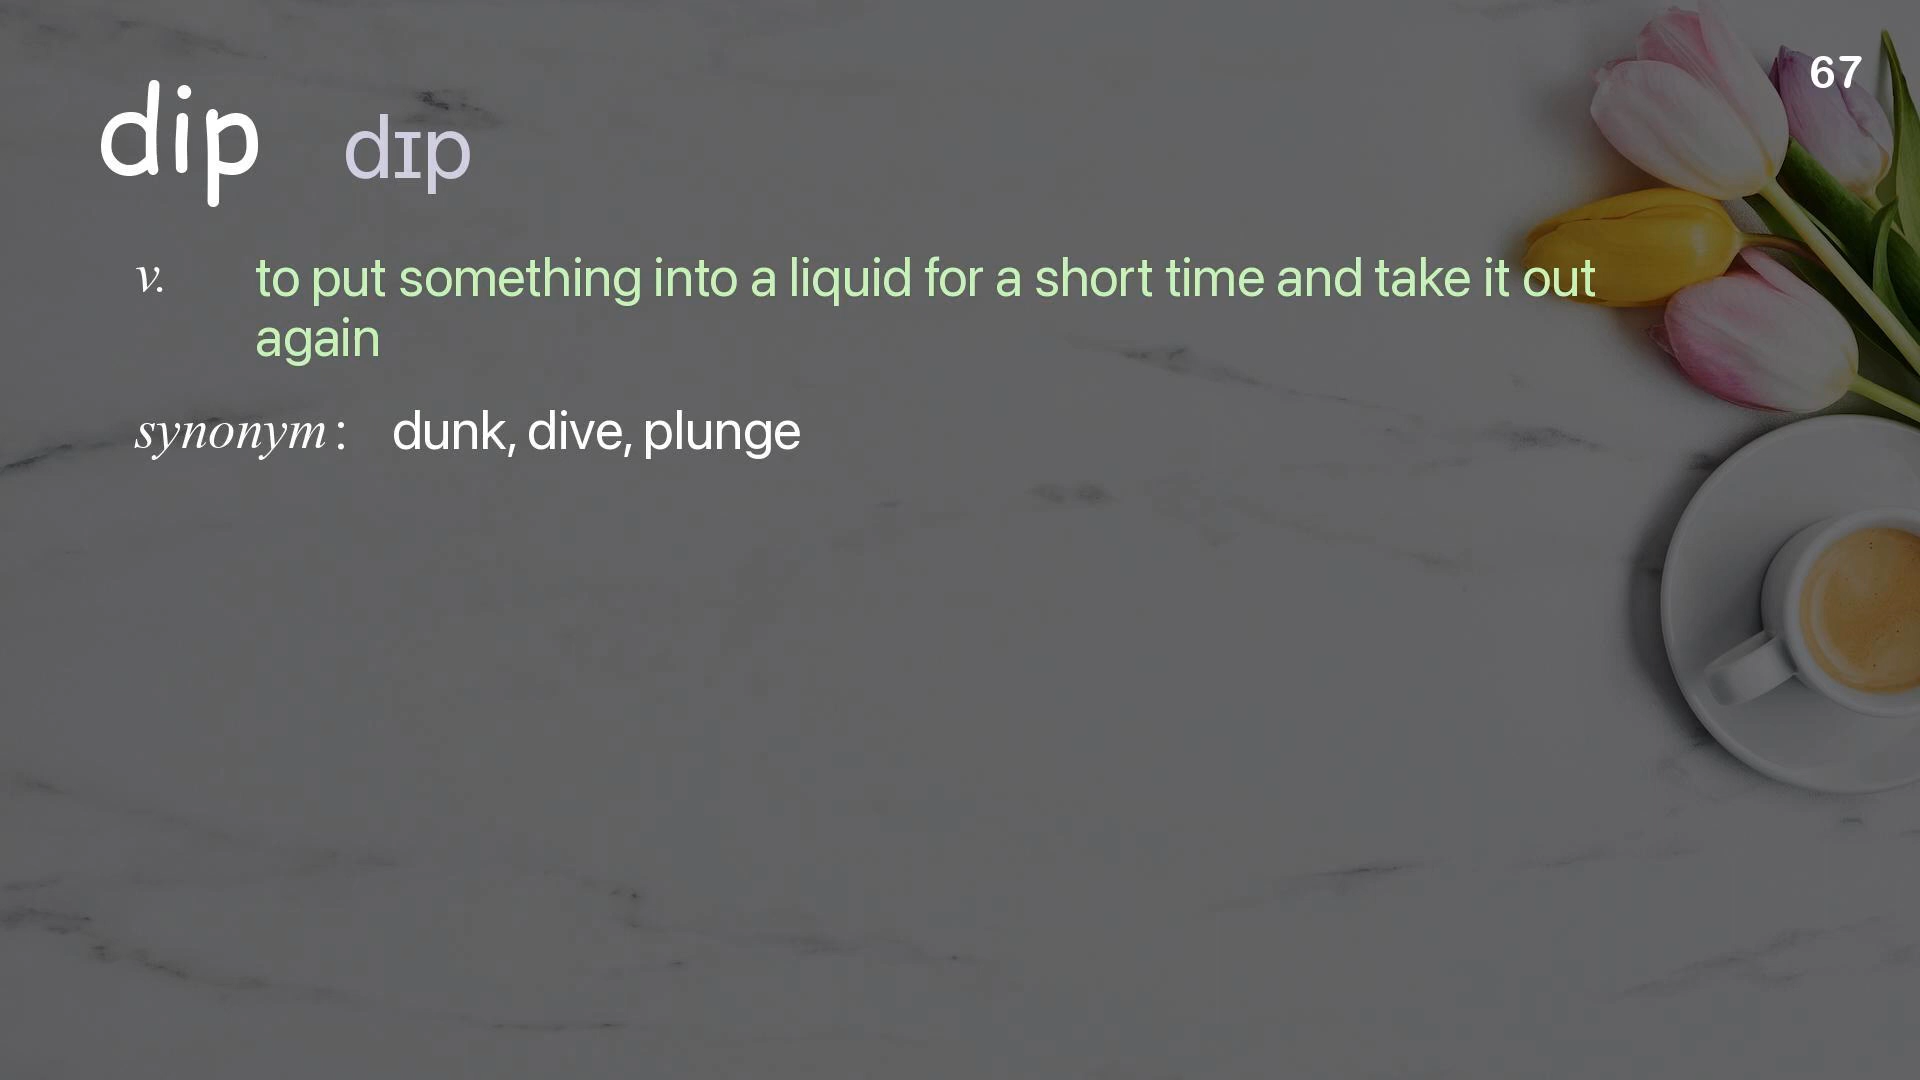 67
dip dɪp
v. to put something into a liquid for a short time and take it out
again
synonym : dunk, dive, plunge